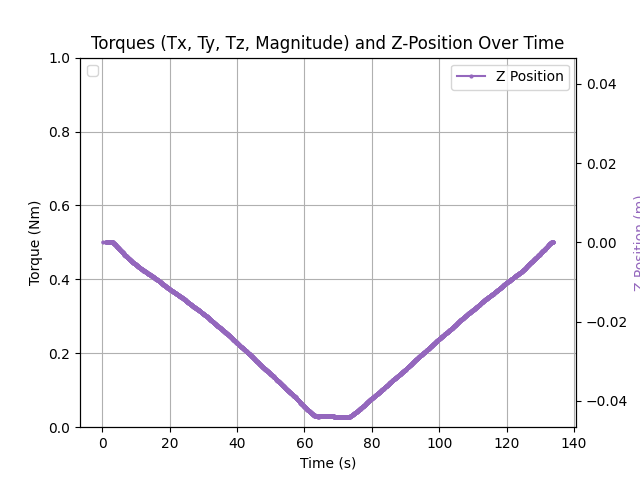 Torques (Tx, Ty, Tz, Magnitude) and Z-Position Over Time
1.0
0.8
0.6
0.4
0.2
0.0
Torque (Nm)
Z Position
0.04
0.02
0.00
−0.02
−0.04
Z Position (m)
0 20 40 60 80 100 120 140
Time (s)